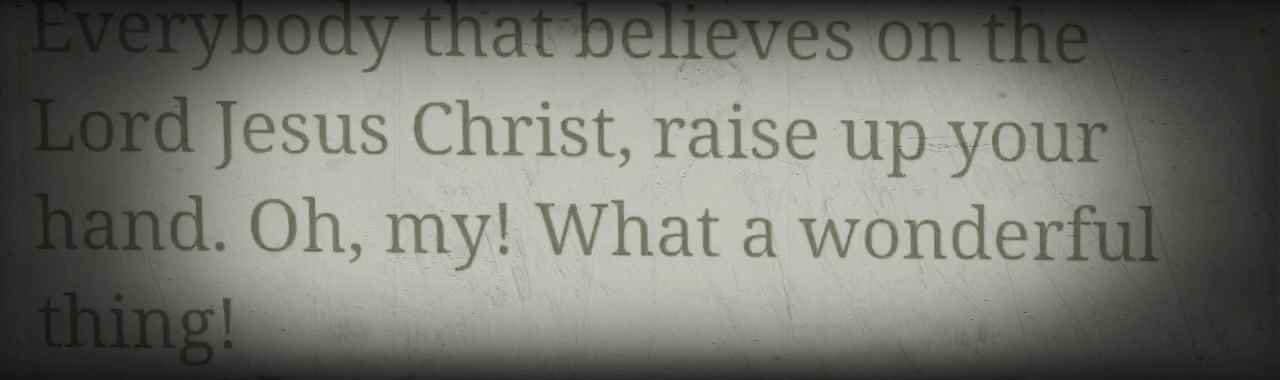 Everybody that believes on the
Lord Jesus Christ, raise up your
hand. Oh, my! What a wonderful
thing!